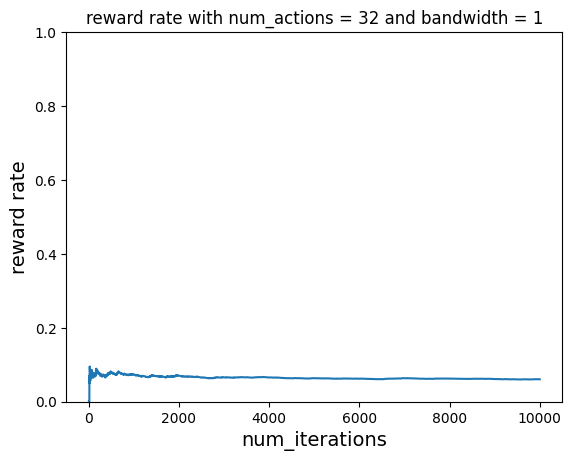 reward rate with num_actions = 32 and bandwidth = 1
1.0
0.8
0.6
0.4
0.2
0.0
reward rate
0 2000 4000 6000 8000 10000
num_iterations